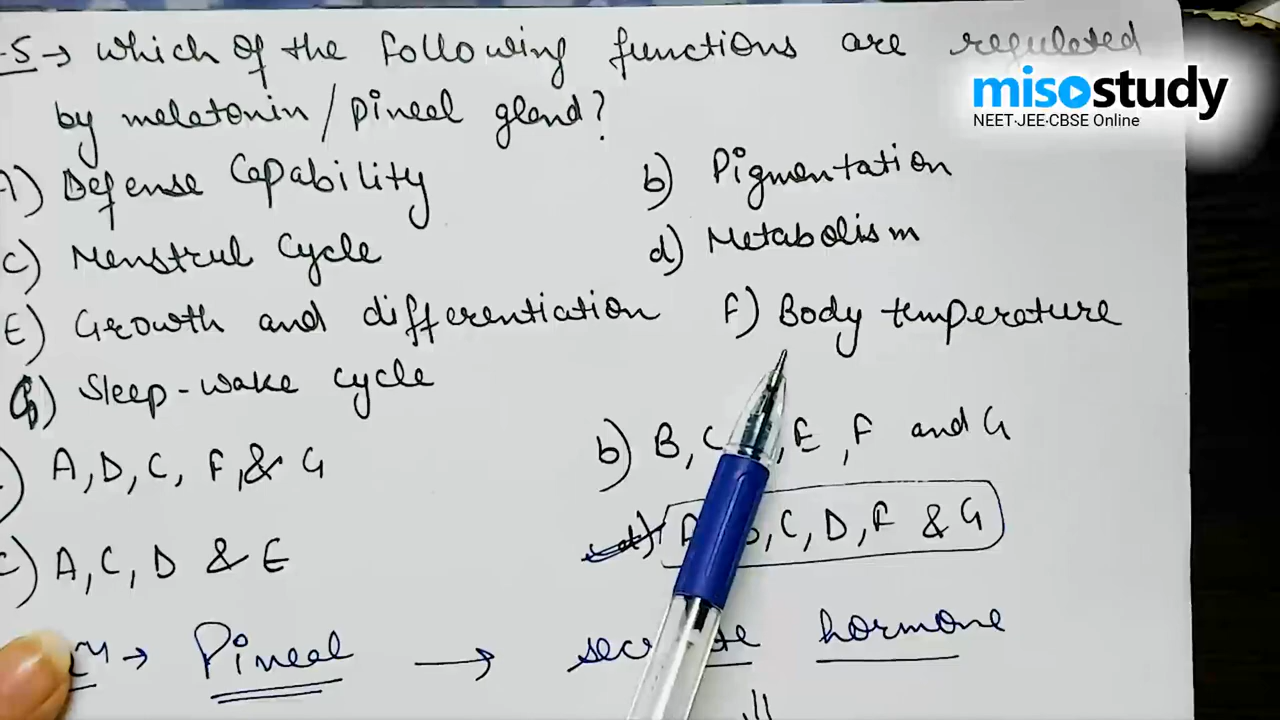 -5→ which of the following functions are regulated
misostudy
NEET·JEE·CBSE Online
by melatonin/pineal gland?
A) Defense Capability b) Pigmentation
C) Menstrul Cycle d) Metabolism
E) Growth and differentiation F) Body temperature
G) Sleep-wake cycle
) A,D,C, F,& G b) B,C ,E ,F and G
C) A,C,D & E d) ,C,D,F & G
→ Pineal → hormone